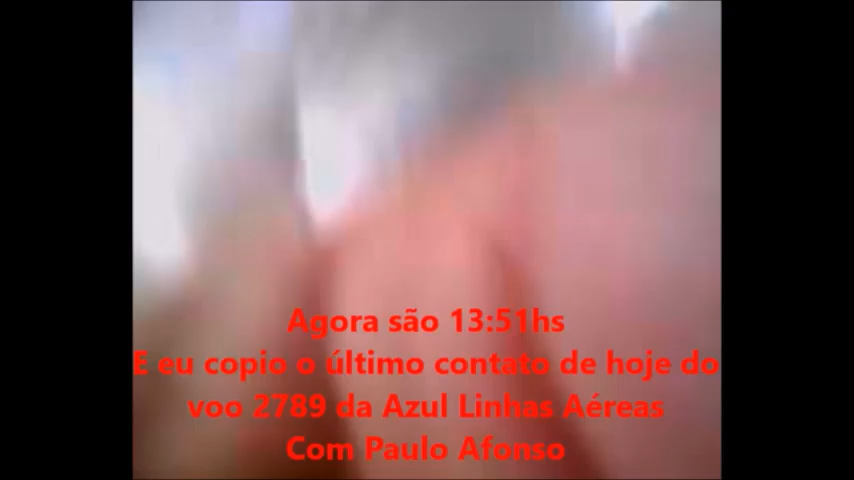 Agora são 13:51hs
E eu copio o último contato de hoje do
voo 2789 da Azul Linhas Aéreas
Com Paulo Afonso